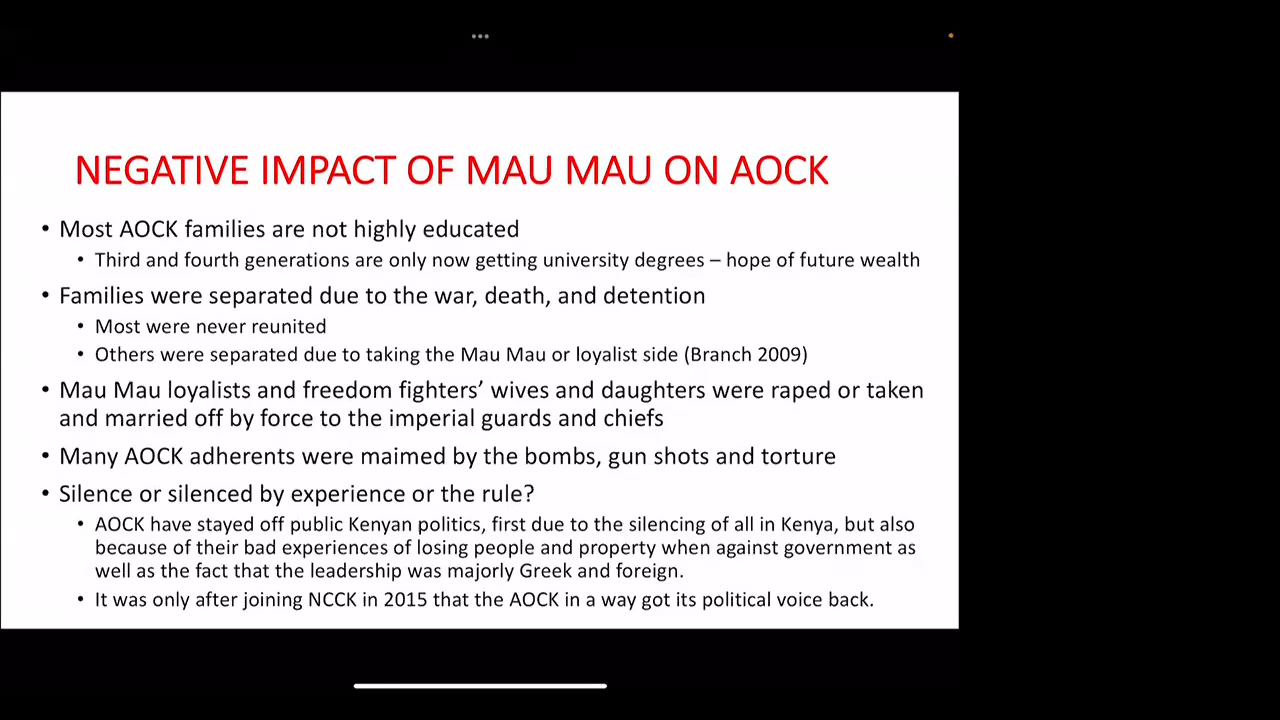 NEGATIVE IMPACT OF MAU MAU ON AOCK
• Most AOCK families are not highly educated
• Third and fourth generations are only now getting university degrees – hope of future wealth
• Families were separated due to the war, death, and detention
• Most were never reunited
• Others were separated due to taking the Mau Mau or loyalist side (Branch 2009)
• Mau Mau loyalists and freedom fighters’ wives and daughters were raped or taken
and married off by force to the imperial guards and chiefs
• Many AOCK adherents were maimed by the bombs, gun shots and torture
• Silence or silenced by experience or the rule?
• AOCK have stayed off public Kenyan politics, first due to the silencing of all in Kenya, but also
because of their bad experiences of losing people and property when against government as
well as the fact that the leadership was majorly Greek and foreign.
• It was only after joining NCCK in 2015 that the AOCK in a way got its political voice back.